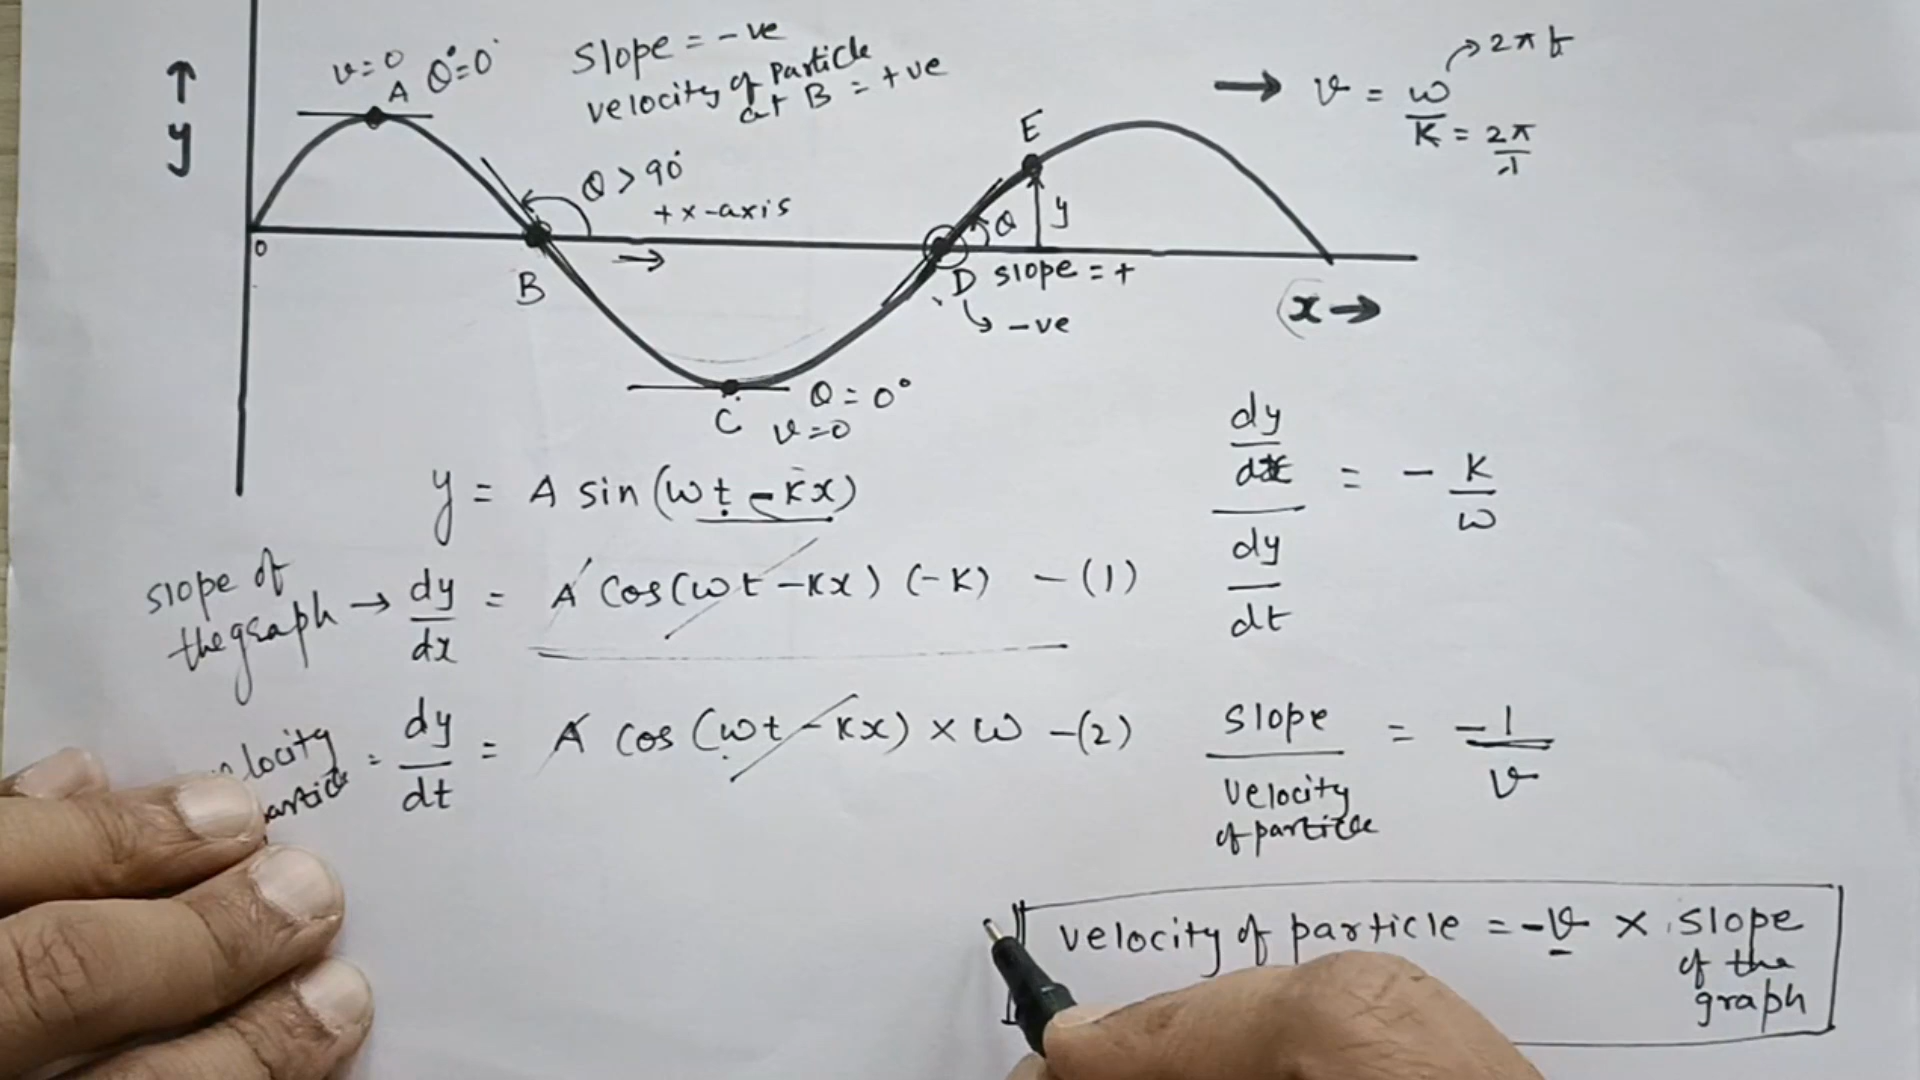 y
v=0
A θ°=0°
slope = -ve
velocity of particle
at B = +ve
θ > 90°
+x-axis
0
B
C
θ = 0°
v=0
E
θ
y
D slope = +
-ve
x →
→ v = ω/K → 2πf
K = 2π/λ
y = A sin(ωt - kx)
slope of
the graph → dy/dx = A cos(ωt - kx) (-K) - (1)
velocity
particle = dy/dt = A cos(ωt - kx) × ω - (2)
dy/dx / dy/dt = - K/ω
slope / velocity of particle = -1/v
velocity of particle = -v × slope
of the
graph